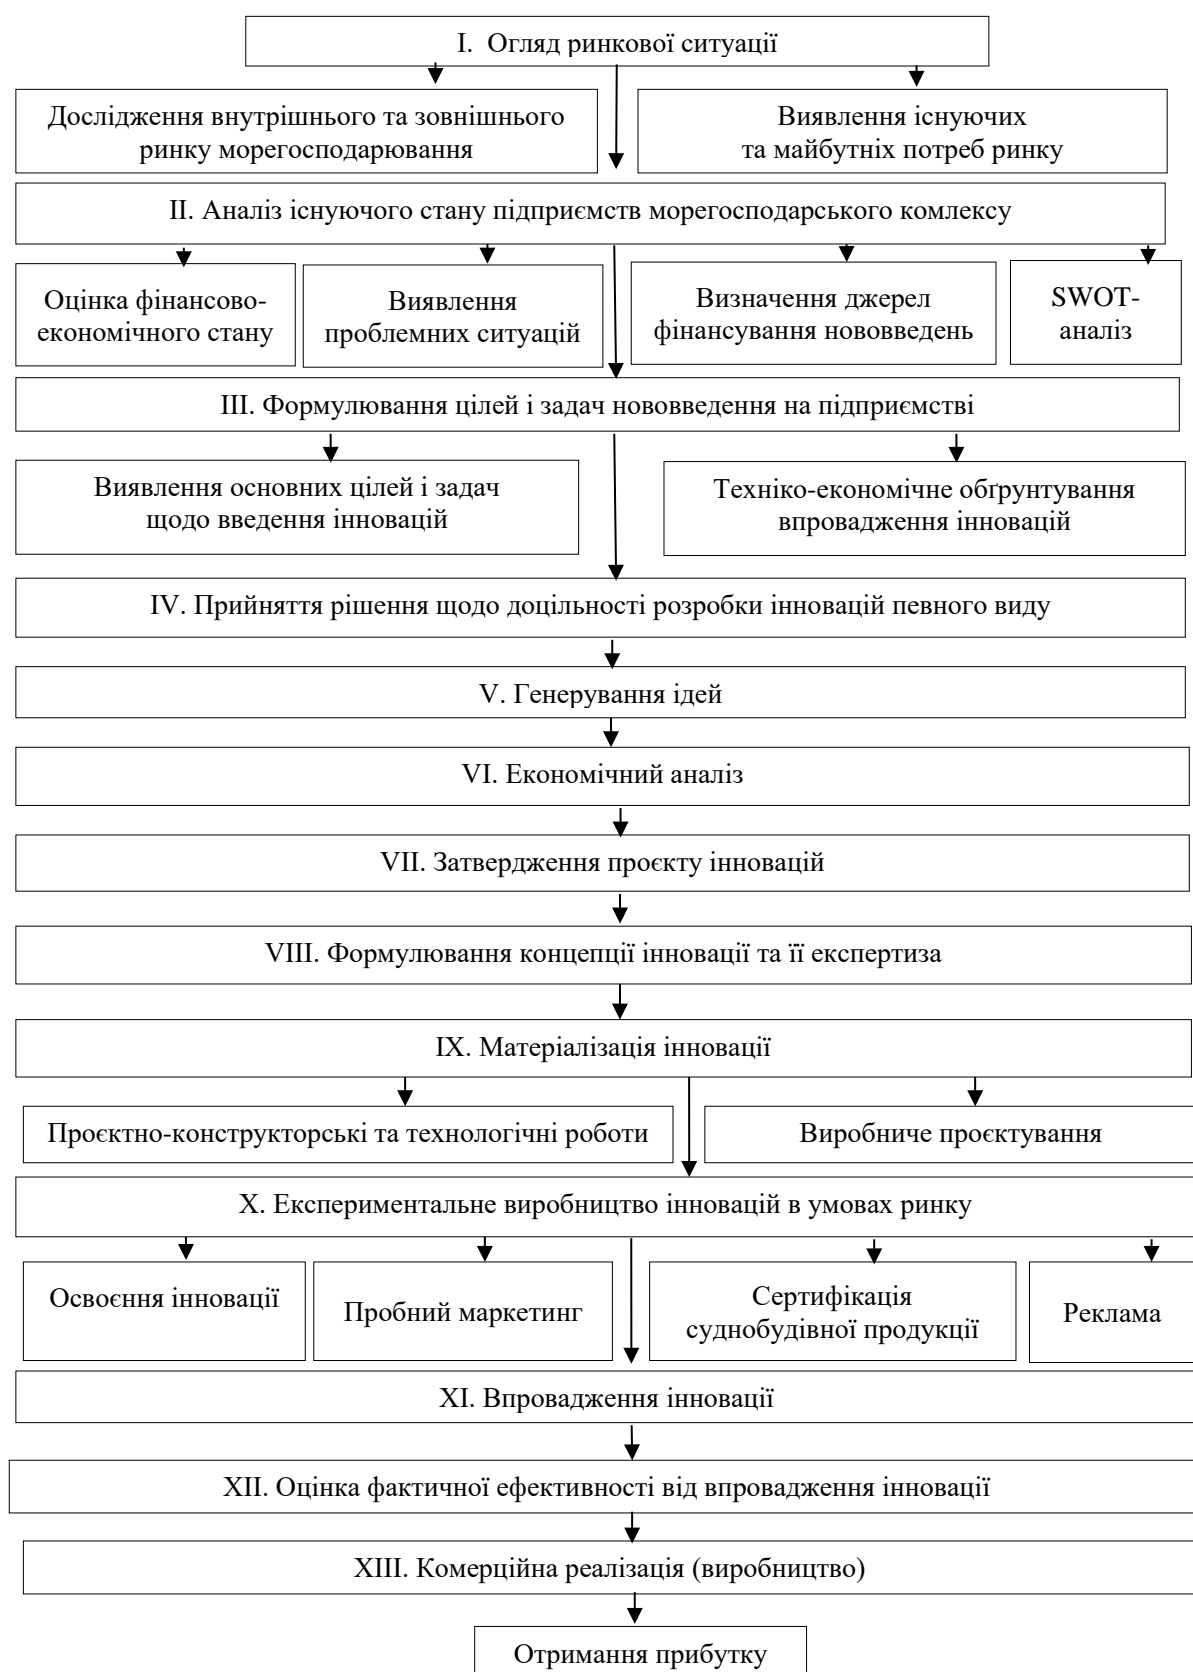 I. Огляд ринкової ситуації
Дослідження внутрішнього та зовнішнього
ринку морегосподарювання
Виявлення існуючих
та майбутніх потреб ринку
II. Аналіз існуючого стану підприємств морегосподарського комлексу
Оцінка фінансово-
економічного стану
Виявлення
проблемних ситуацій
Визначення джерел
фінансування нововведень
SWOT-
аналіз
III. Формулювання цілей і задач нововведення на підприємстві
Виявлення основних цілей і задач
щодо введення інновацій
Техніко-економічне обґрунтування
впровадження інновацій
IV. Прийняття рішення щодо доцільності розробки інновацій певного виду
V. Генерування ідей
VI. Економічний аналіз
VII. Затвердження проєкту інновацій
VIII. Формулювання концепції інновації та її експертиза
IX. Матеріалізація інновації
Проєктно-конструкторські та технологічні роботи
Виробниче проєктування
X. Експериментальне виробництво інновацій в умовах ринку
Освоєння інновації
Пробний маркетинг
Сертифікація
суднобудівної продукції
Реклама
XI. Впровадження інновації
XII. Оцінка фактичної ефективності від впровадження інновації
XIII. Комерційна реалізація (виробництво)
Отримання прибутку